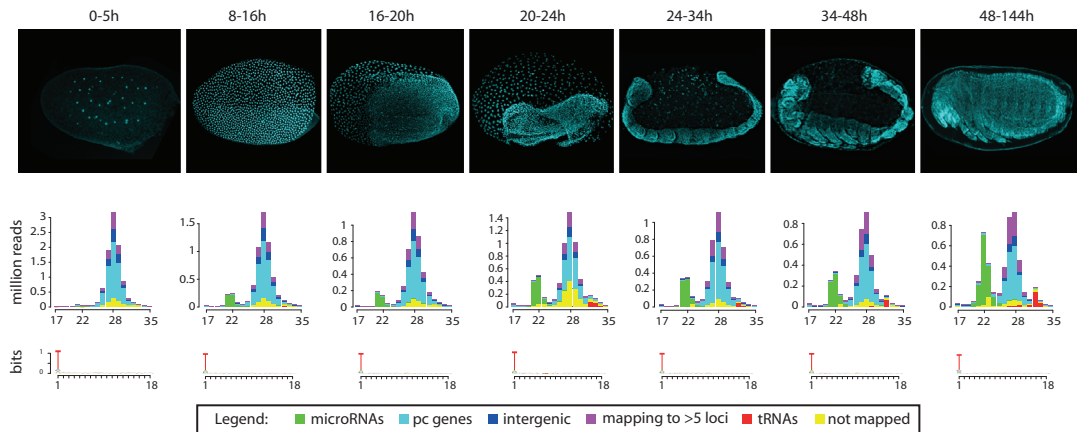 0-5h 8-16h 16-20h 20-24h 24-34h 34-48h 48-144h
million reads
3 2.5 2 1.5 1 0.5 0
1.5 1 0.5 0
1 0.8 0.6 0.4 0.2 0
1.4 1.2 1 0.8 0.6 0.4 0.2 0
1 0.8 0.6 0.4 0.2 0
0.8 0.6 0.4 0.2 0
0.8 0.6 0.4 0.2 0
17 22 28 35 17 22 28 35 17 22 28 35 17 22 28 35 17 22 28 35 17 22 28 35 17 22 28 35
bits
1 0
T T T T T T T
1 18 1 18 1 18 1 18 1 18 1 18 1 18
Legend: microRNAs pc genes intergenic mapping to >5 loci tRNAs not mapped